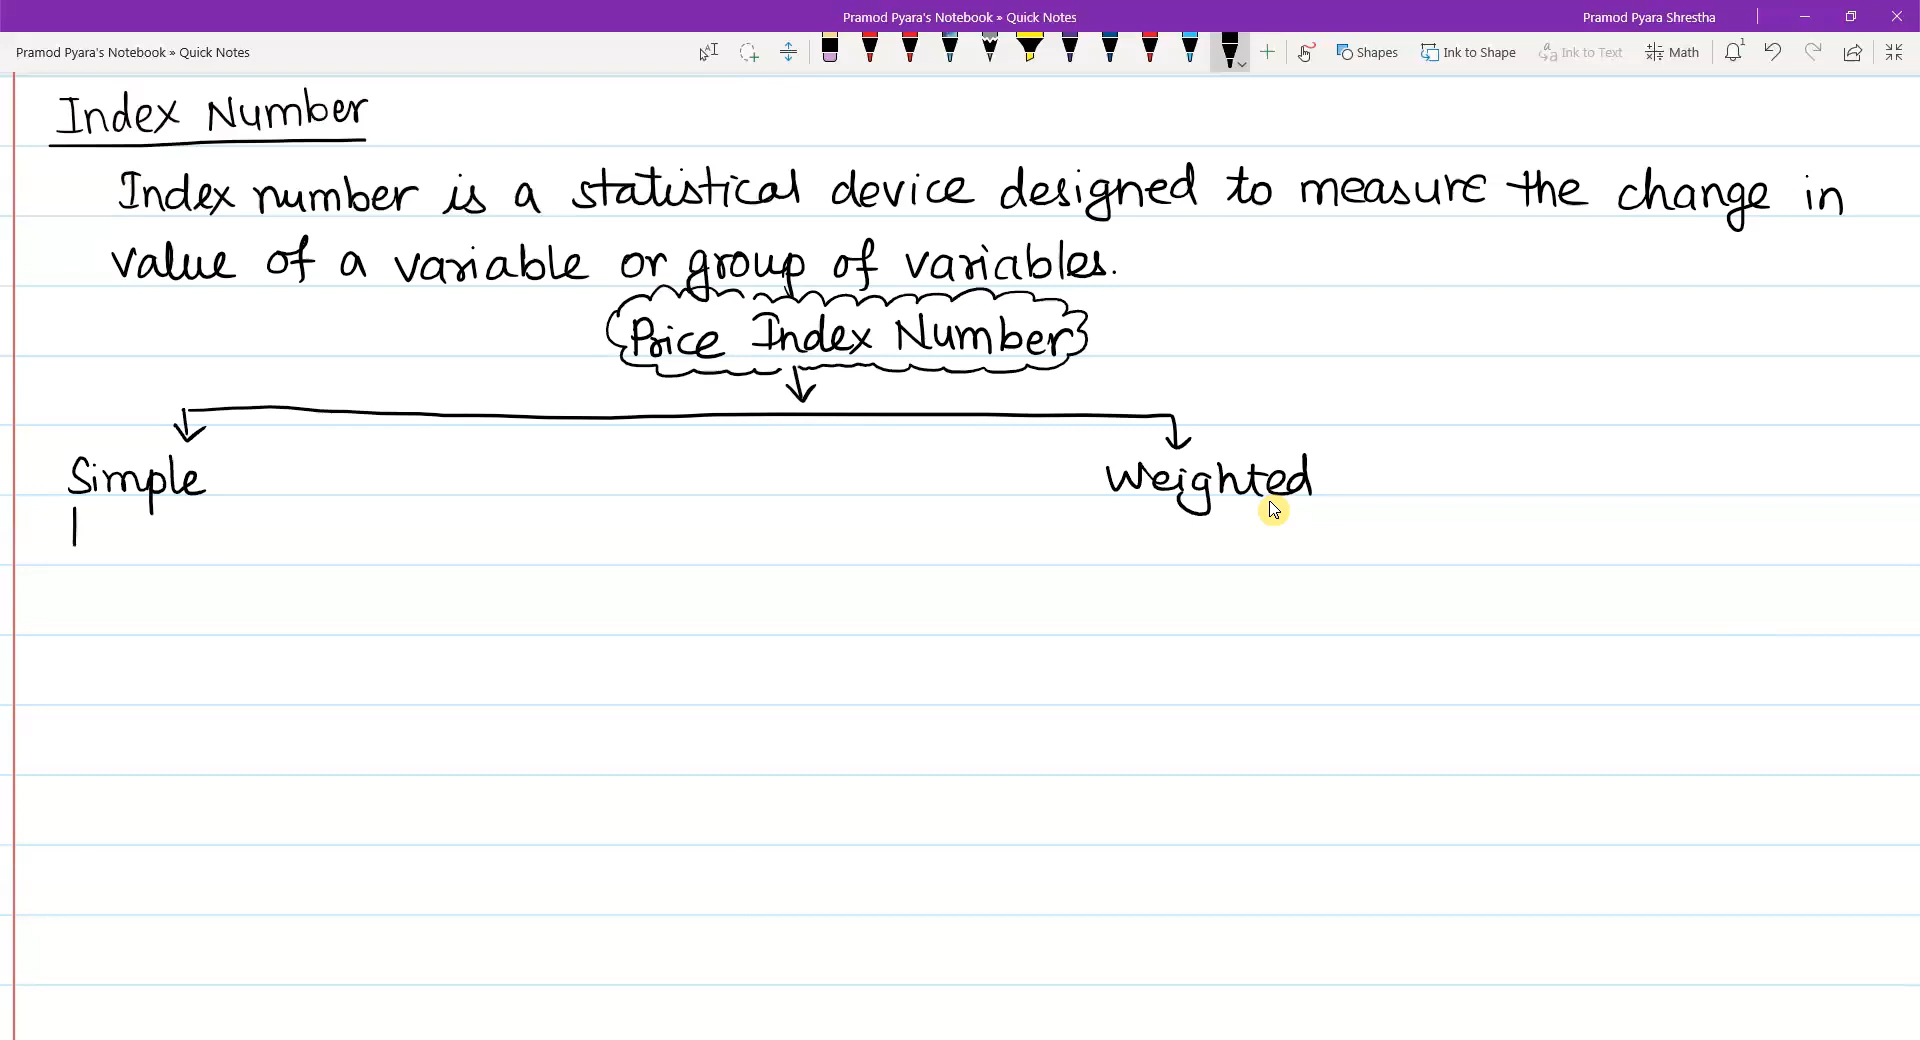 Pramod Pyara's Notebook » Quick Notes
Pramod Pyara Shrestha
Pramod Pyara's Notebook » Quick Notes
Shapes
Ink to Shape
Ink to Text
Math
1
Index Number
Index number is a statistical device designed to measure the change in
value of a variable or group of variables.
Price Index Number
Simple
Weighted